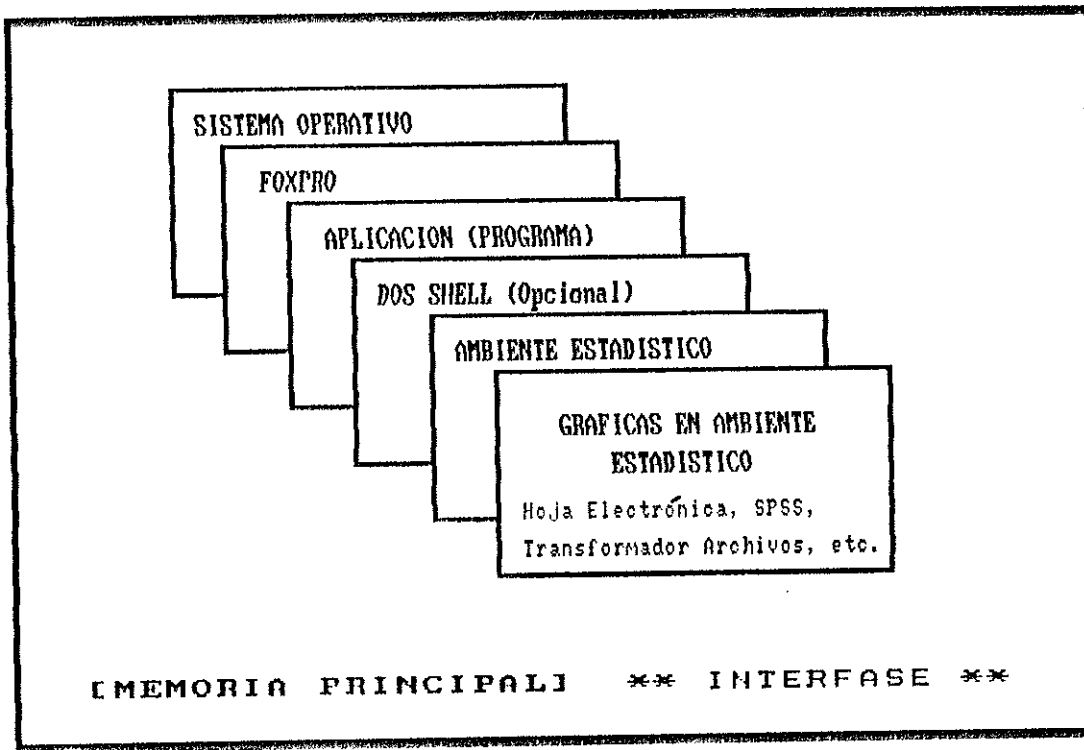 SISTEMA OPERATIVO
FOXPRO
APLICACION (PROGRAMA)
DOS SHELL (Opcional)
AMBIENTE ESTADISTICO
GRAFICAS EN AMBIENTE
ESTADISTICO
Hoja Electrónica, SPSS,
Transformador Archivos, etc.
[MEMORIA PRINCIPAL] ** INTERFASE **